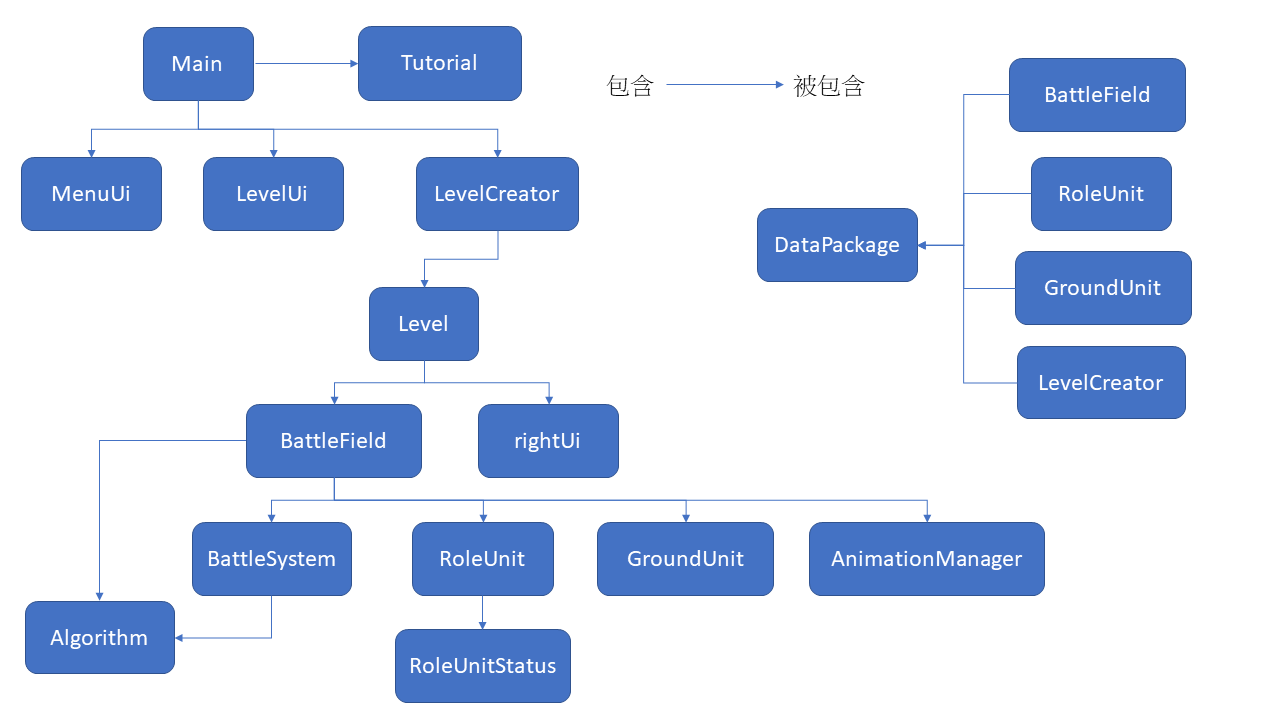 Main
Tutorial
包含
被包含
MenuUi
LevelUi
LevelCreator
Level
BattleField
rightUi
BattleSystem
RoleUnit
GroundUnit
AnimationManager
Algorithm
RoleUnitStatus
DataPackage
BattleField
RoleUnit
GroundUnit
LevelCreator